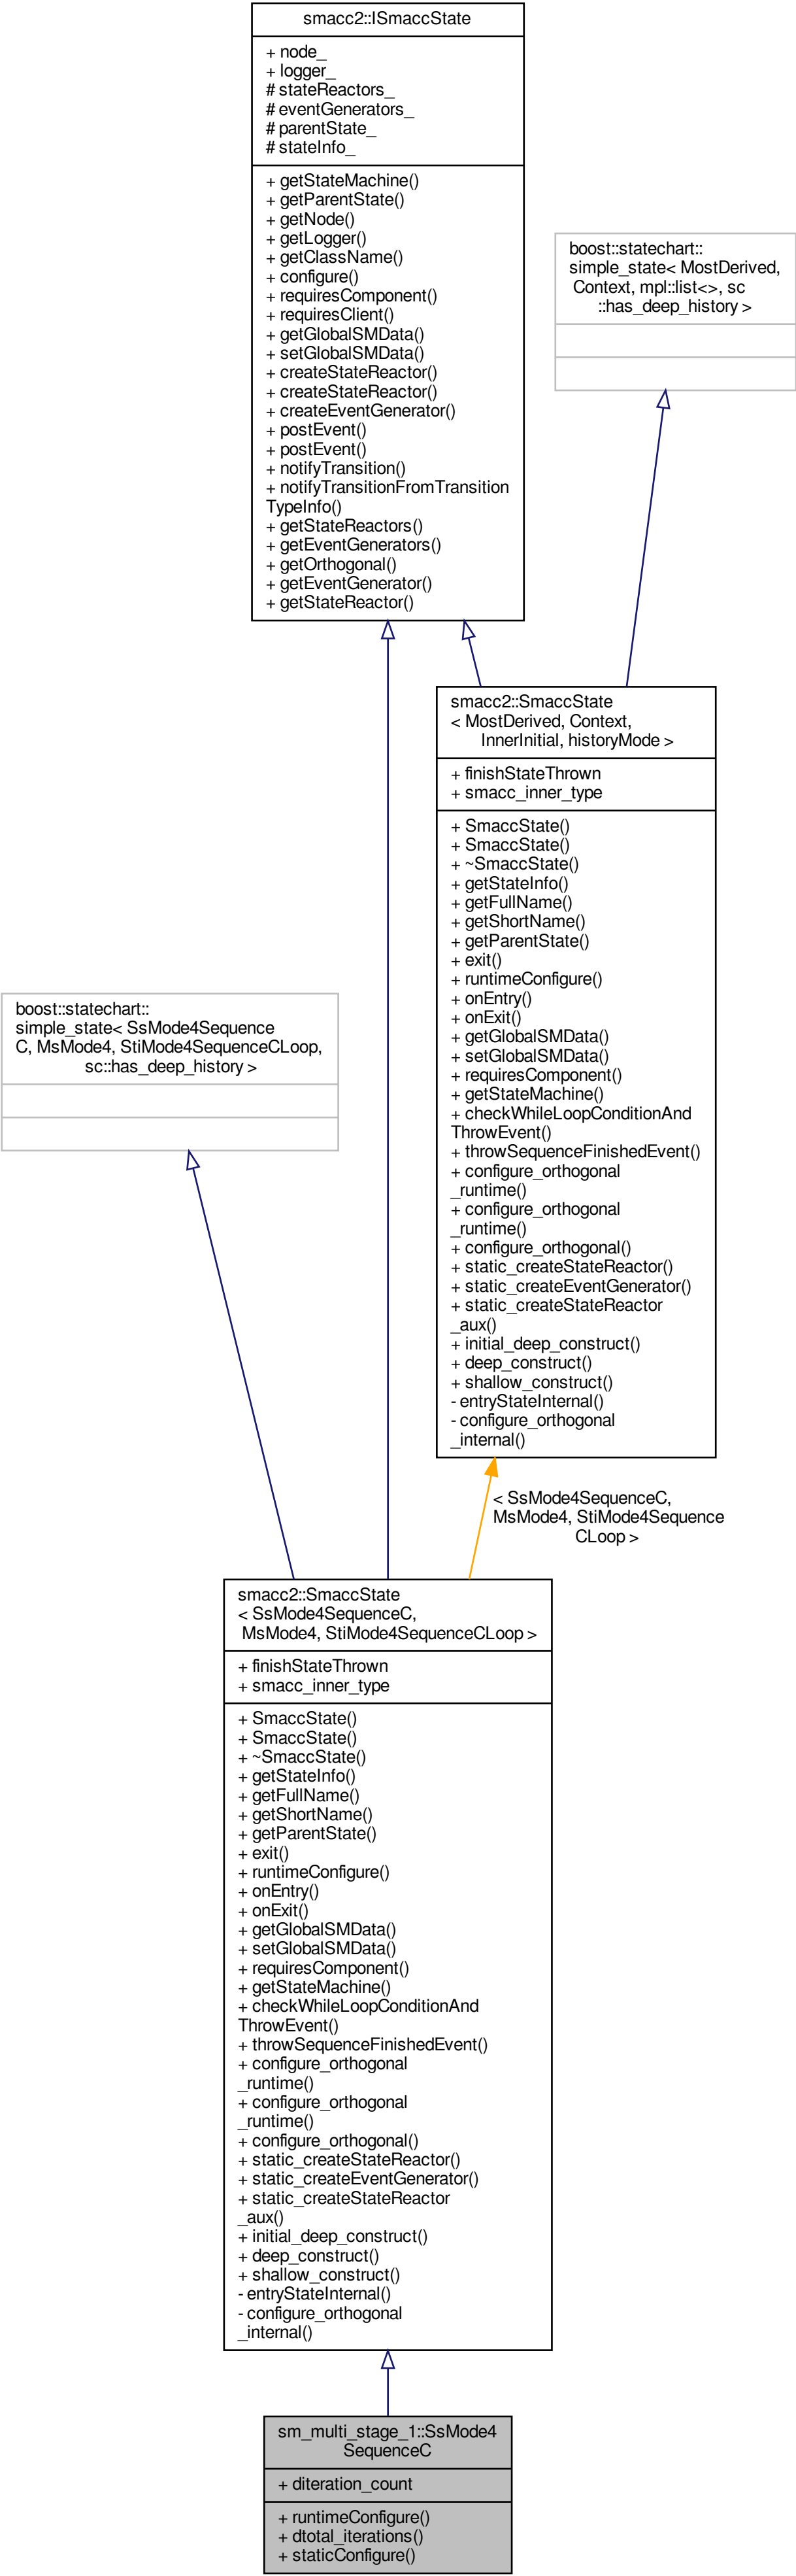 smacc2::ISmaccState
+ node_
+ logger_
# stateReactors_
# eventGenerators_
# parentState_
# stateInfo_
+ getStateMachine()
+ getParentState()
+ getNode()
+ getLogger()
+ getClassName()
+ configure()
+ requiresComponent()
+ requiresClient()
+ getGlobalSMData()
+ setGlobalSMData()
+ createStateReactor()
+ createStateReactor()
+ createEventGenerator()
+ postEvent()
+ postEvent()
+ notifyTransition()
+ notifyTransitionFromTransition
TypeInfo()
+ getStateReactors()
+ getEventGenerators()
+ getOrthogonal()
+ getEventGenerator()
+ getStateReactor()
boost::statechart::
simple_state< MostDerived,
Context, mpl::list<>, sc
::has_deep_history >
smacc2::SmaccState
< MostDerived, Context,
InnerInitial, historyMode >
+ finishStateThrown
+ smacc_inner_type
+ SmaccState()
+ SmaccState()
+ ~SmaccState()
+ getStateInfo()
+ getFullName()
+ getShortName()
+ getParentState()
+ exit()
+ runtimeConfigure()
+ onEntry()
+ onExit()
+ getGlobalSMData()
+ setGlobalSMData()
+ requiresComponent()
+ getStateMachine()
+ checkWhileLoopConditionAnd
ThrowEvent()
+ throwSequenceFinishedEvent()
+ configure_orthogonal
_runtime()
+ configure_orthogonal
_runtime()
+ configure_orthogonal()
+ static_createStateReactor()
+ static_createEventGenerator()
+ static_createStateReactor
_aux()
+ initial_deep_construct()
+ deep_construct()
+ shallow_construct()
- entryStateInternal()
- configure_orthogonal
_internal()
boost::statechart::
simple_state< SsMode4Sequence
C, MsMode4, StiMode4SequenceCLoop,
sc::has_deep_history >
< SsMode4SequenceC,
MsMode4, StiMode4Sequence
CLoop >
smacc2::SmaccState
< SsMode4SequenceC,
MsMode4, StiMode4SequenceCLoop >
+ finishStateThrown
+ smacc_inner_type
+ SmaccState()
+ SmaccState()
+ ~SmaccState()
+ getStateInfo()
+ getFullName()
+ getShortName()
+ getParentState()
+ exit()
+ runtimeConfigure()
+ onEntry()
+ onExit()
+ getGlobalSMData()
+ setGlobalSMData()
+ requiresComponent()
+ getStateMachine()
+ checkWhileLoopConditionAnd
ThrowEvent()
+ throwSequenceFinishedEvent()
+ configure_orthogonal
_runtime()
+ configure_orthogonal
_runtime()
+ configure_orthogonal()
+ static_createStateReactor()
+ static_createEventGenerator()
+ static_createStateReactor
_aux()
+ initial_deep_construct()
+ deep_construct()
+ shallow_construct()
- entryStateInternal()
- configure_orthogonal
_internal()
sm_multi_stage_1::SsMode4
SequenceC
+ diteration_count
+ runtimeConfigure()
+ dtotal_iterations()
+ staticConfigure()